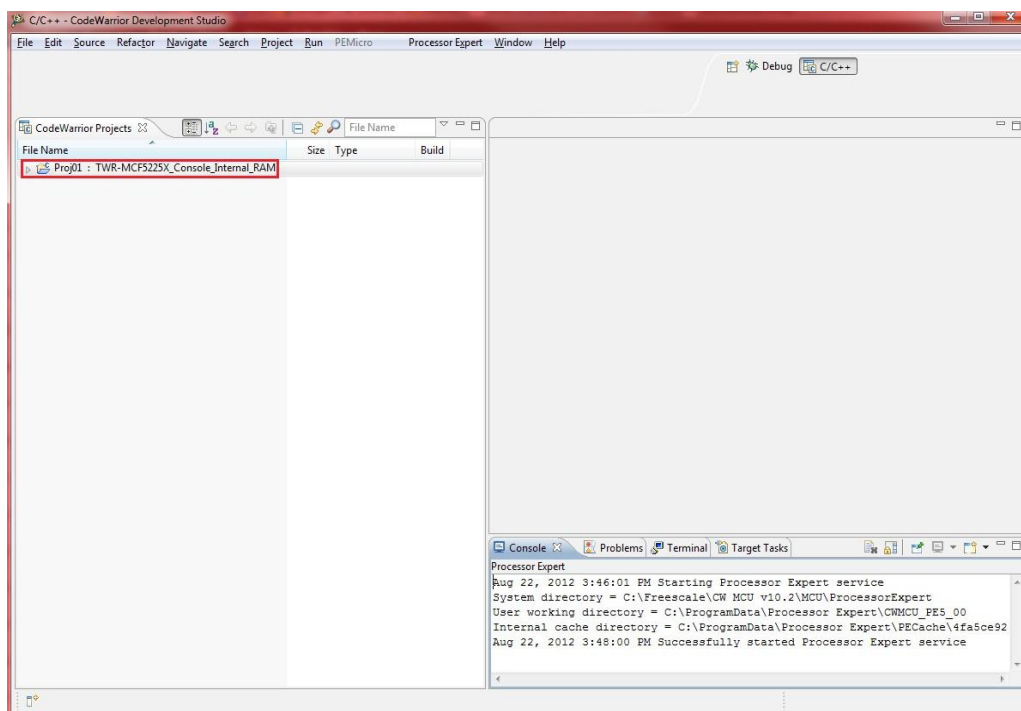 C/C++ - CodeWarrior Development Studio
File Edit Source Refactor Navigate Search Project Run PEMicro Processor Expert Window Help
Debug C/C++
CodeWarrior Projects File Name
File Name Size Type Build
Proj01 : TWR-MCF5225X_Console_Internal_RAM
Console Problems Terminal Target Tasks
Processor Expert
Aug 22, 2012 3:46:01 PM Starting Processor Expert service
System directory = C:\Freescale\CW MCU v10.2\MCU\ProcessorExpert
User working directory = C:\ProgramData\Processor Expert\CWMCU_PE5_00
Internal cache directory = C:\ProgramData\Processor Expert\PECache\4fa5ce92
Aug 22, 2012 3:48:00 PM Successfully started Processor Expert service